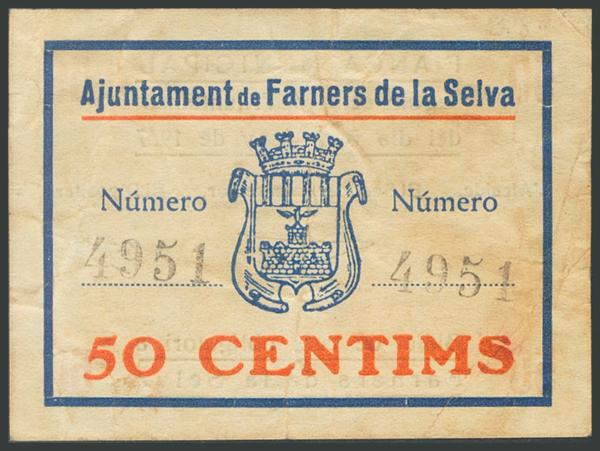 Ajuntament de Farners de la Selva
Número Número
4951 4951
50 CENTIMS